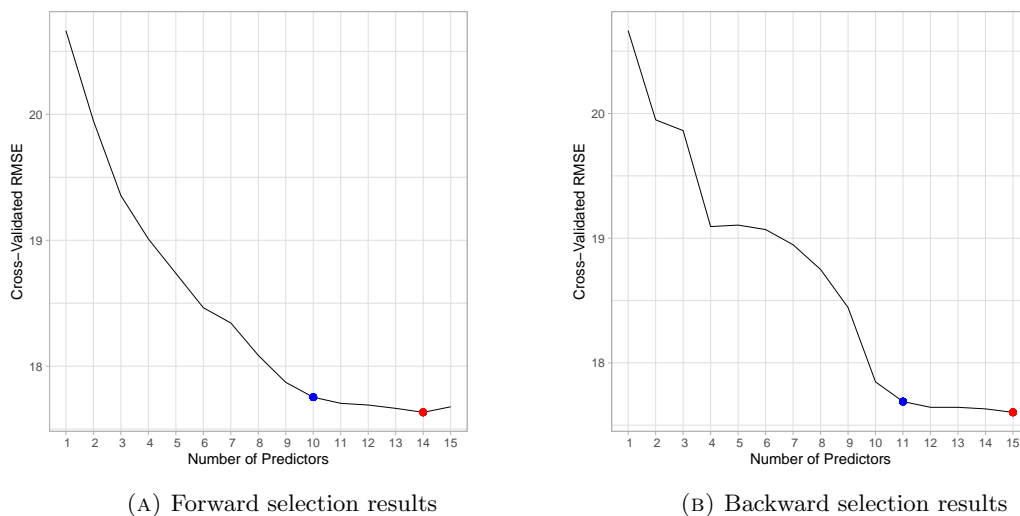 Cross−Validated RMSE
20
19
18
1 2 3 4 5 6 7 8 9 10 11 12 13 14 15
Number of Predictors
(A) Forward selection results
Cross−Validated RMSE
20
19
18
1 2 3 4 5 6 7 8 9 10 11 12 13 14 15
Number of Predictors
(B) Backward selection results